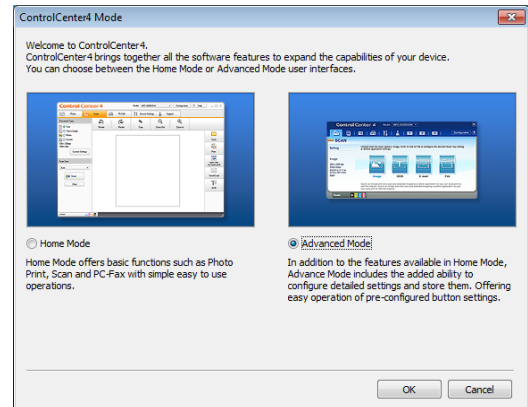 ControlCenter4 Mode
Welcome to ControlCenter4.
ControlCenter4 brings together all the software features to expand the capabilities of your device.
You can choose between the Home Mode or Advanced Mode user interfaces.
Control Center 4
Control Center 4
SCAN
Home Mode
Advanced Mode
Home Mode offers basic functions such as Photo
Print, Scan and PC-Fax with simple easy to use
operations.
In addition to the features available in Home Mode,
Advance Mode includes the added ability to
configure detailed settings and store them. Offering
easy operation of pre-configured button settings.
OK
Cancel